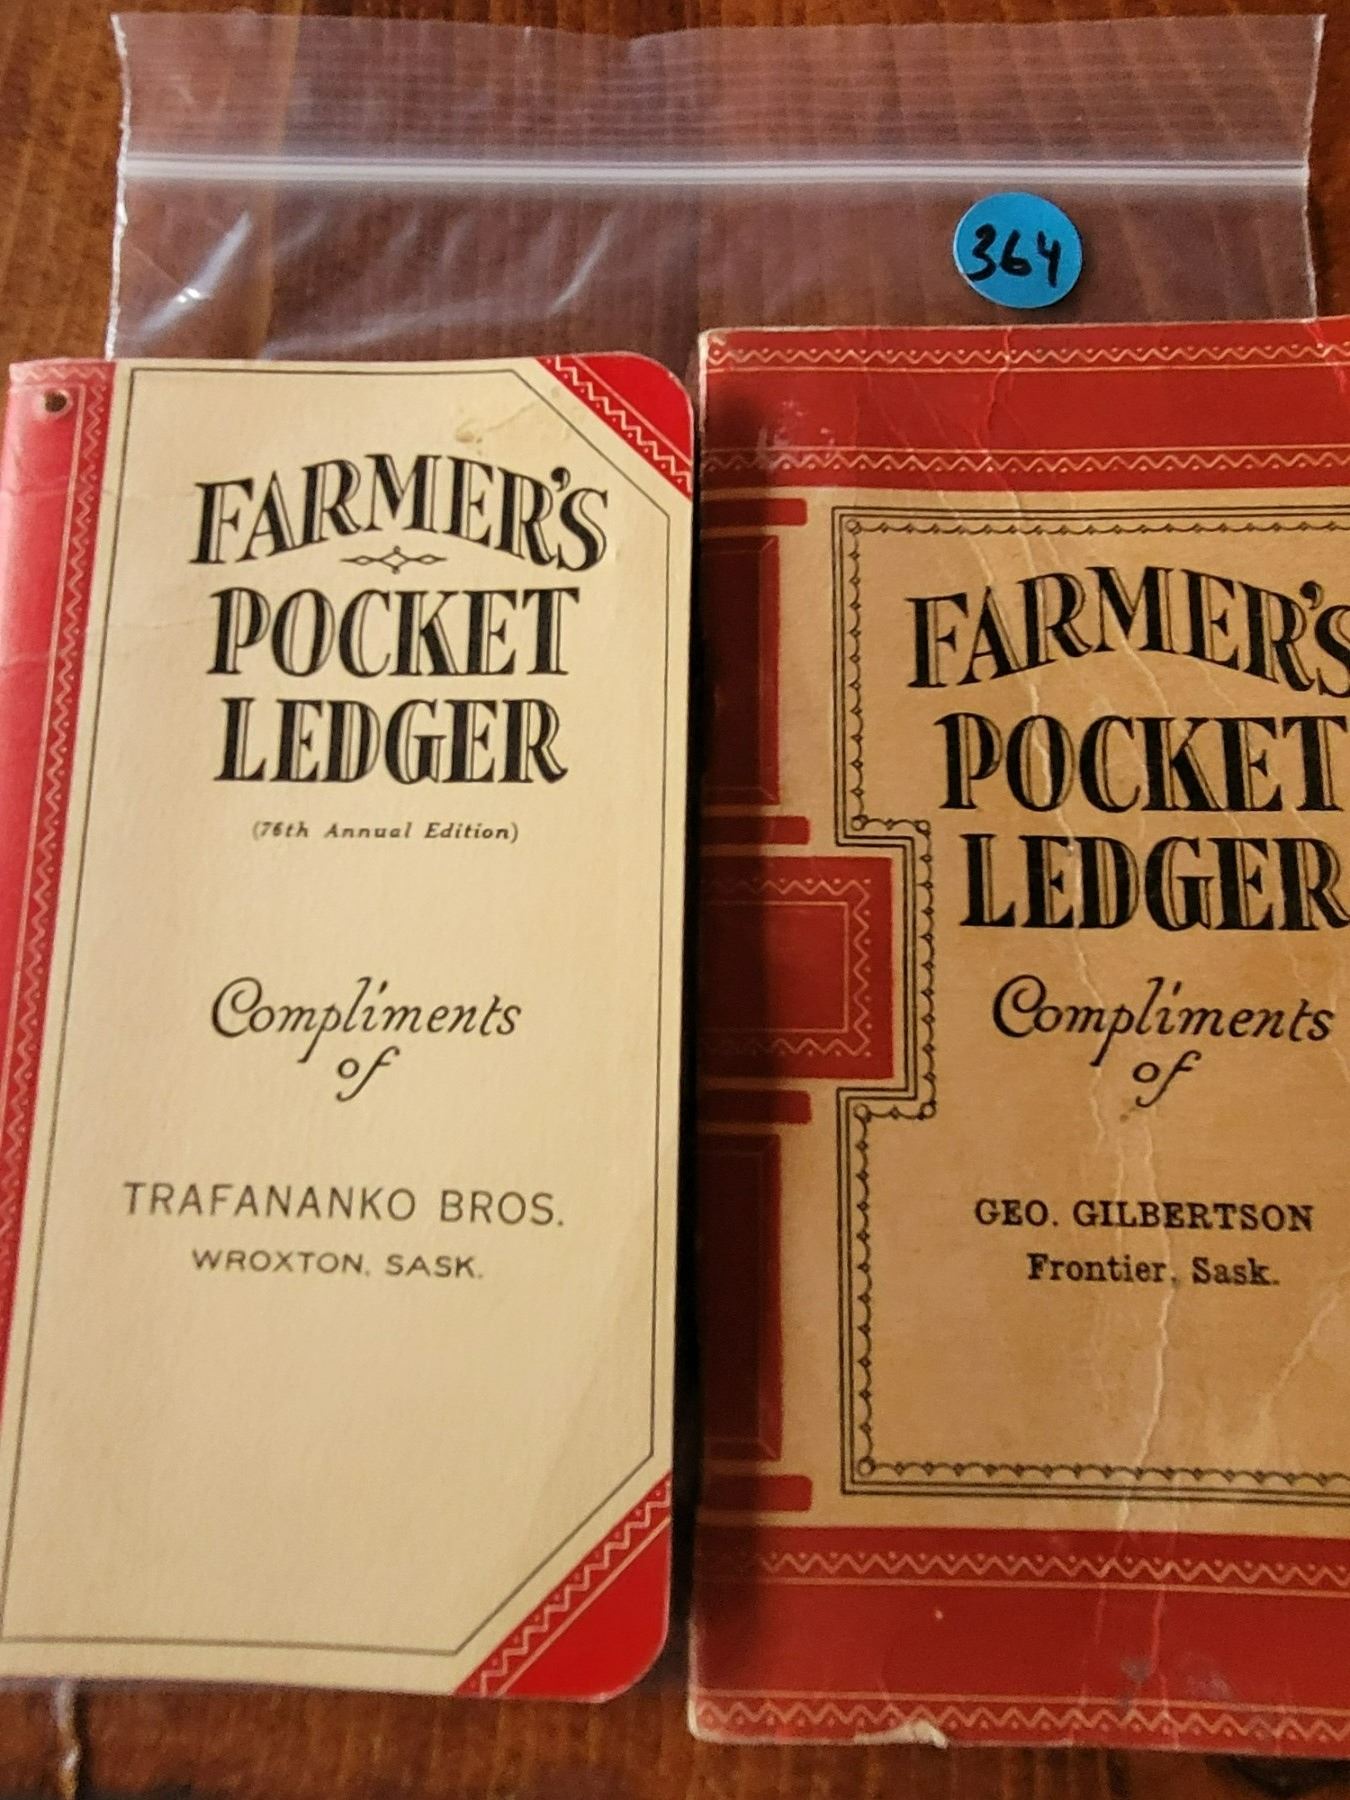 364
FARMER'S
POCKET
LEDGER
(76th Annual Edition)
Compliments
of
TRAFANANKO BROS.
WROXTON, SASK.
FARMER'S
POCKET
LEDGER
Compliments
of
GEO. GILBERTSON
Frontier, Sask.